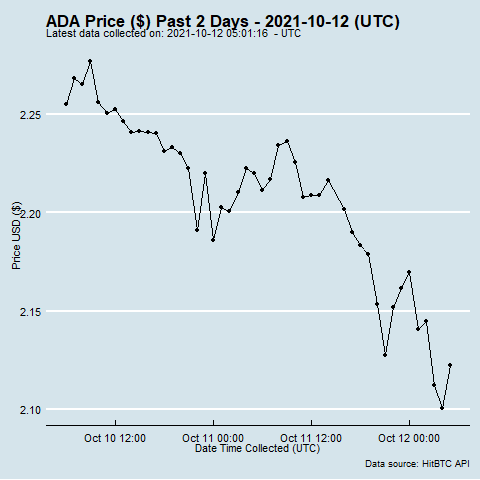 ADA Price ($) Past 2 Days - 2021-10-12 (UTC)
Latest data collected on: 2021-10-12 05:01:16  - UTC
2.25
2.20
2.15
2.10
Price USD ($)
Oct 10 12:00
Oct 11 00:00
Oct 11 12:00
Oct 12 00:00
Date Time Collected (UTC)
Data source: HitBTC API